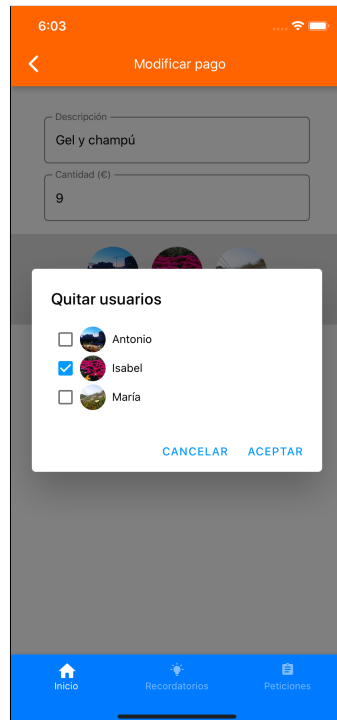 6:03
Modificar pago
Descripción
Gel y champú
Cantidad (€)
9
Quitar usuarios
Antonio
Isabel
María
CANCELAR ACEPTAR
Inicio Recordatorios Peticiones